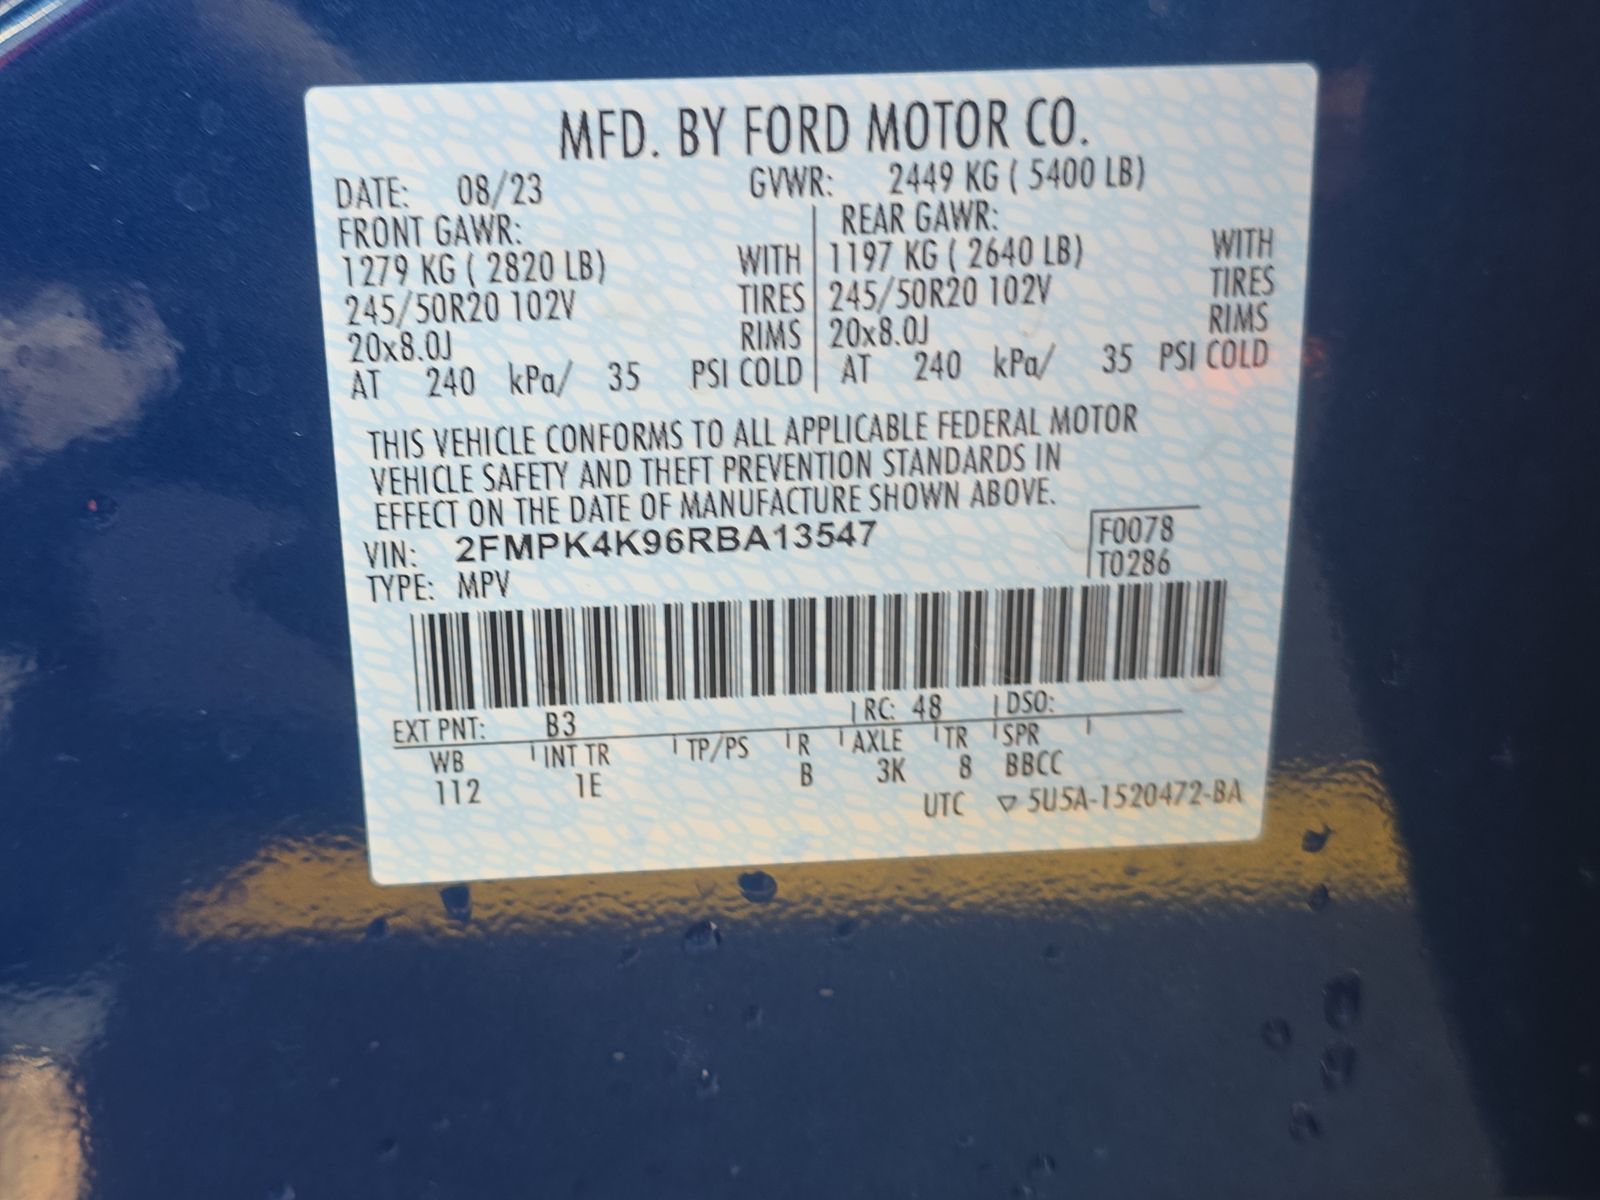 MFD. BY FORD MOTOR CO.
DATE: 08/23 GVWR: 2449 KG ( 5400 LB)
FRONT GAWR: REAR GAWR:
1279 KG ( 2820 LB) WITH 1197 KG ( 2640 LB) WITH
245/50R20 102V TIRES 245/50R20 102V TIRES
20x8.0J RIMS 20x8.0J RIMS
AT 240 kPa/ 35 PSI COLD AT 240 kPa/ 35 PSI COLD
THIS VEHICLE CONFORMS TO ALL APPLICABLE FEDERAL MOTOR
VEHICLE SAFETY AND THEFT PREVENTION STANDARDS IN
EFFECT ON THE DATE OF MANUFACTURE SHOWN ABOVE.
VIN: 2FMPK4K96RBA13547 F0078
TYPE: MPV T0286
EXT PNT: B3 RC: 48 DSO:
WB INT TR TP/PS R AXLE TR SPR
112 1E B 3K 8 BBCC
UTC ▽ 5U5A-1520472-BA